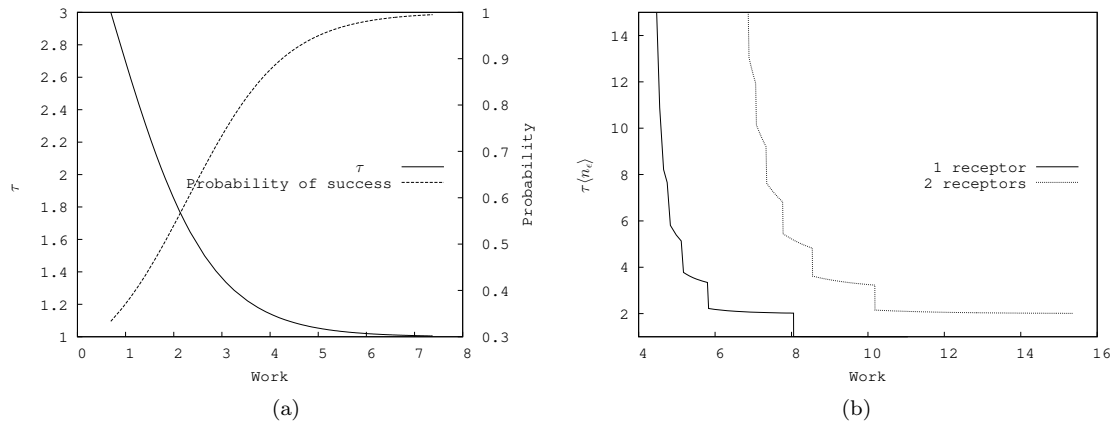 3
2.8
2.6
2.4
2.2
2
1.8
1.6
1.4
1.2
1
τ
0 1 2 3 4 5 6 7 8
Work
1
0.9
0.8
0.7
0.6
0.5
0.4
0.3
Probability
τ
Probability of success
(a)
14
12
10
8
6
4
2
τ⟨nϵ⟩
4 6 8 10 12 14 16
Work
1 receptor
2 receptors
(b)